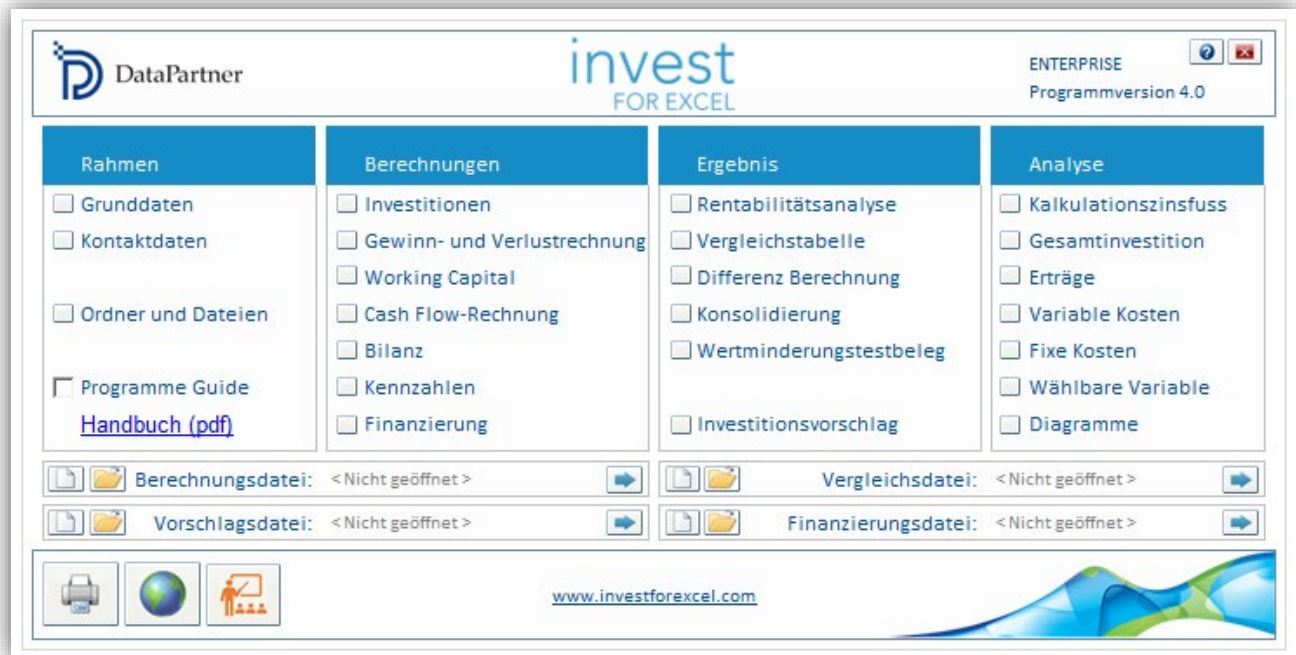 DataPartner
invest
FOR EXCEL
ENTERPRISE
Programmversion 4.0
Rahmen
Grunddaten
Kontaktdaten
Ordner und Dateien
Programme Guide
Handbuch (pdf)
Berechnungen
Investitionen
Gewinn- und Verlustrechnung
Working Capital
Cash Flow-Rechnung
Bilanz
Kennzahlen
Finanzierung
Ergebnis
Rentabilitätsanalyse
Vergleichstabelle
Differenz Berechnung
Konsolidierung
Wertminderungstestbeleg
Investitionsvorschlag
Analyse
Kalkulationszinsfuss
Gesamtinvestition
Erträge
Variable Kosten
Fixe Kosten
Wählbare Variable
Diagramme
Berechnungsdatei: <Nicht geöffnet>
Vergleichsdatei: <Nicht geöffnet>
Vorschlagsdatei: <Nicht geöffnet>
Finanzierungsdatei: <Nicht geöffnet>
www.investforexcel.com